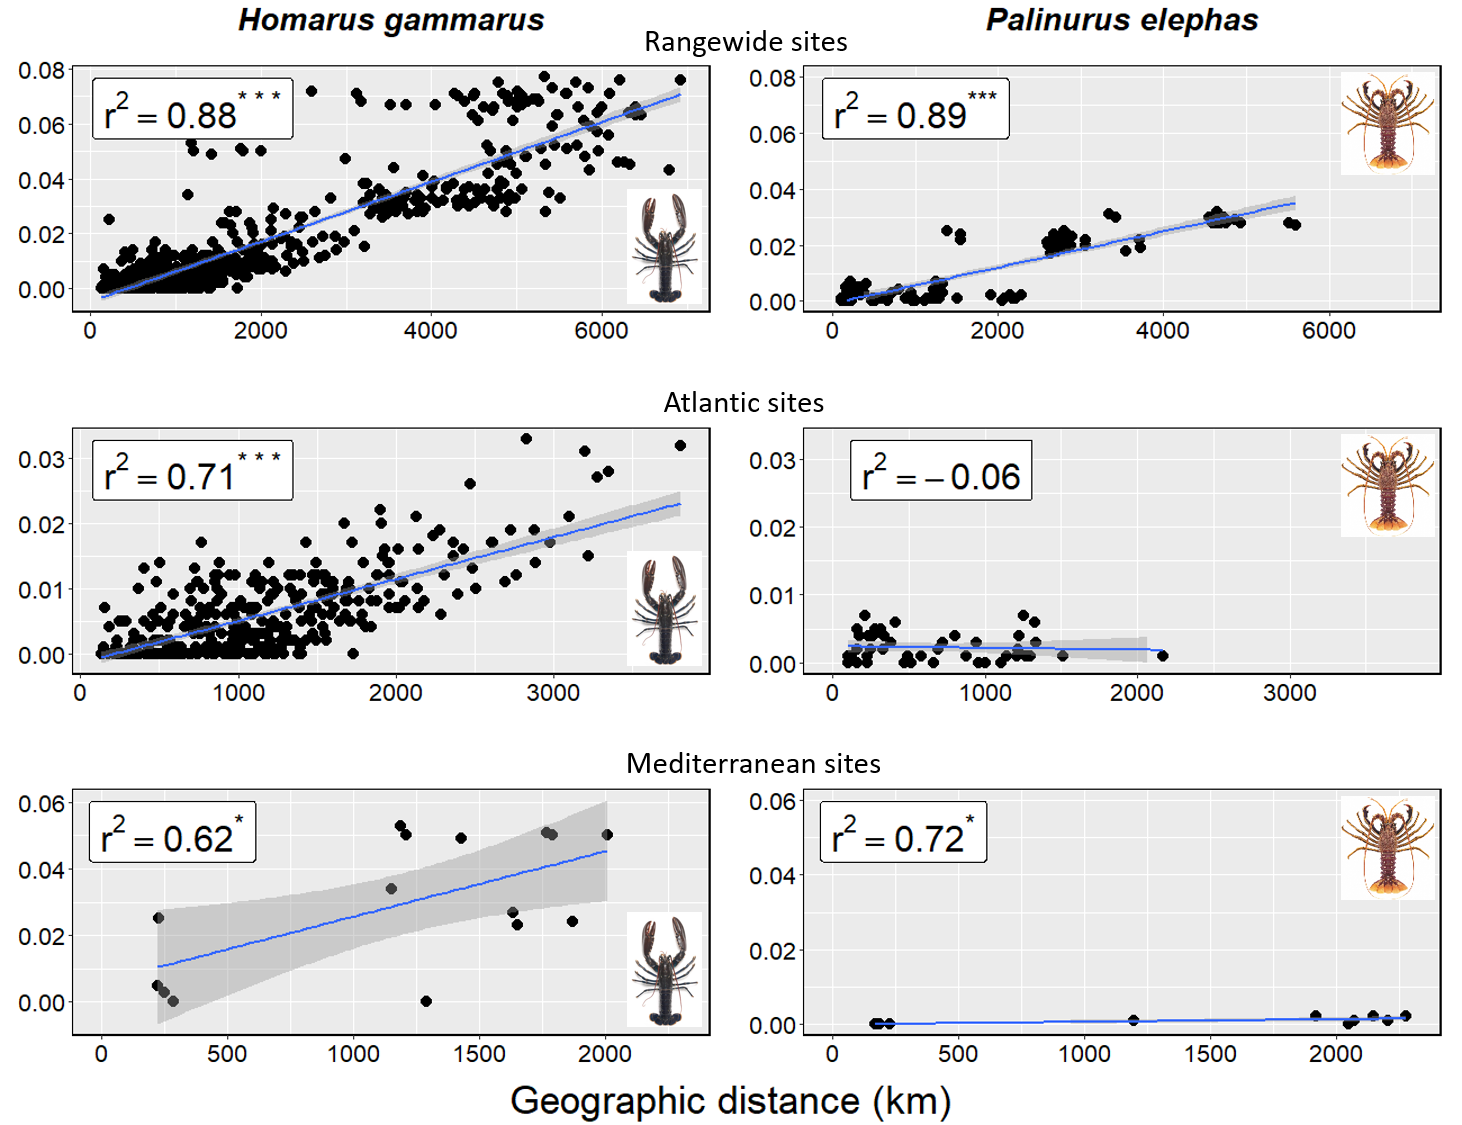 Homarus gammarus
Palinurus elephas
Rangewide sites
0.08
0.06
0.04
0.02
0.00
r2 = 0.88***
0 2000 4000 6000
0.08
0.06
0.04
0.02
0.00
r2 = 0.89***
0 2000 4000 6000
Atlantic sites
0.03
0.02
0.01
0.00
r2 = 0.71***
0 1000 2000 3000
0.03
0.02
0.01
0.00
r2 = −0.06
0 1000 2000 3000
Mediterranean sites
0.06
0.04
0.02
0.00
r2 = 0.62*
0 500 1000 1500 2000
0.06
0.04
0.02
0.00
r2 = 0.72*
0 500 1000 1500 2000
Geographic distance (km)